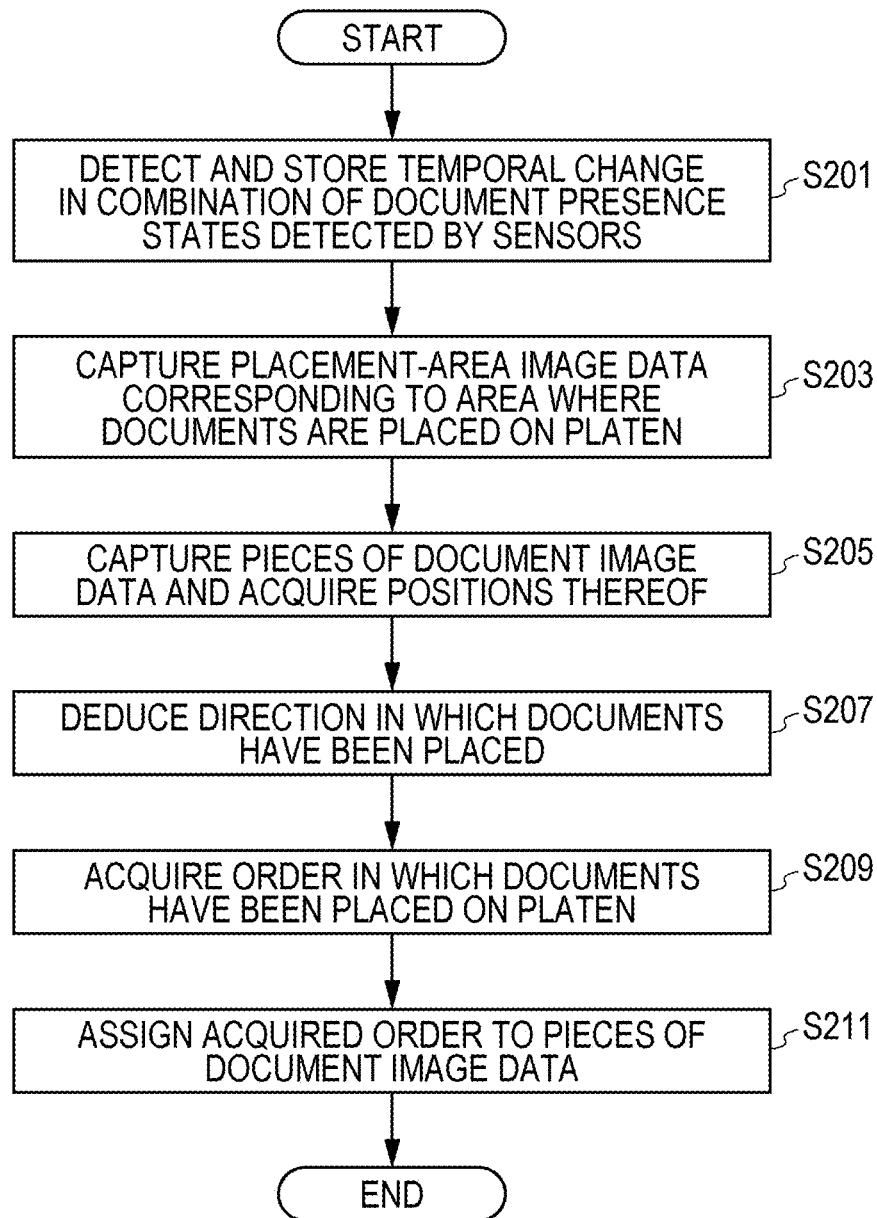 START
DETECT AND STORE TEMPORAL CHANGE
IN COMBINATION OF DOCUMENT PRESENCE
STATES DETECTED BY SENSORS
S201
CAPTURE PLACEMENT-AREA IMAGE DATA
CORRESPONDING TO AREA WHERE
DOCUMENTS ARE PLACED ON PLATEN
S203
CAPTURE PIECES OF DOCUMENT IMAGE
DATA AND ACQUIRE POSITIONS THEREOF
S205
DEDUCE DIRECTION IN WHICH DOCUMENTS
HAVE BEEN PLACED
S207
ACQUIRE ORDER IN WHICH DOCUMENTS
HAVE BEEN PLACED ON PLATEN
S209
ASSIGN ACQUIRED ORDER TO PIECES OF
DOCUMENT IMAGE DATA
S211
END